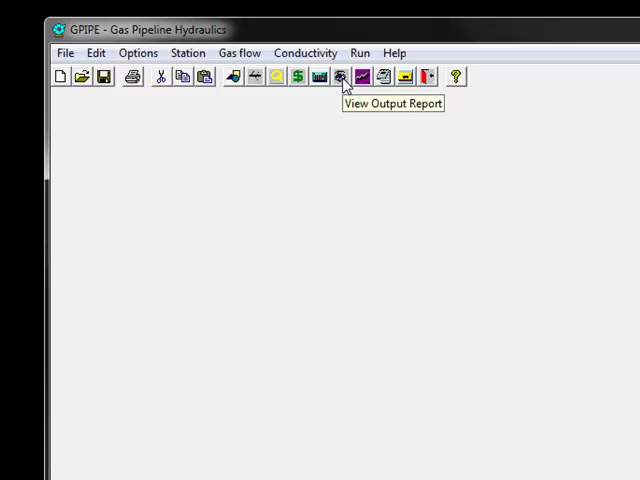 GPIPE - Gas Pipeline Hydraulics
File Edit Options Station Gas flow Conductivity Run Help
View Output Report